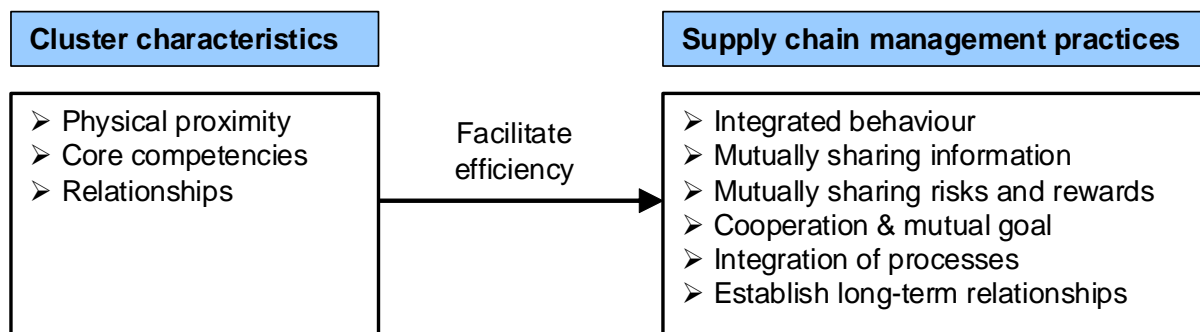 Cluster characteristics
➢ Physical proximity
➢ Core competencies
➢ Relationships
Facilitate
efficiency
Supply chain management practices
➢ Integrated behaviour
➢ Mutually sharing information
➢ Mutually sharing risks and rewards
➢ Cooperation & mutual goal
➢ Integration of processes
➢ Establish long-term relationships